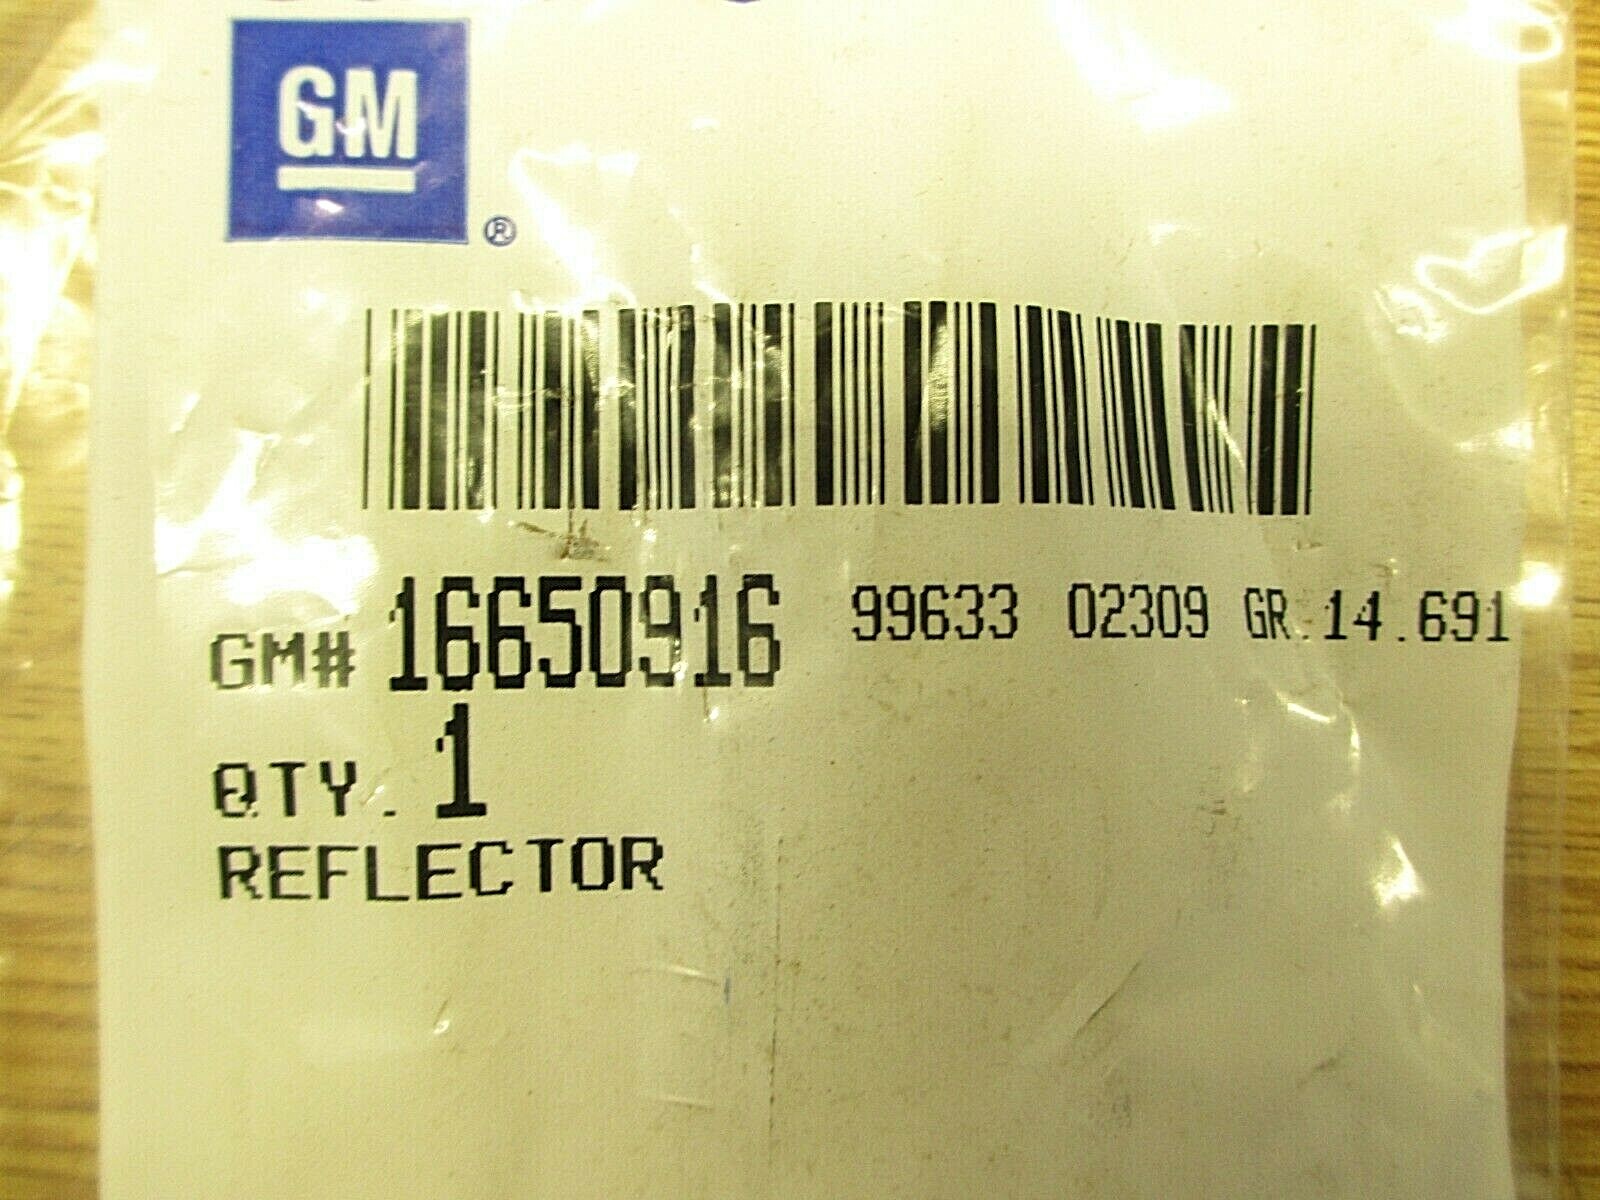 GM
®
GM# 16650916 99633 02309 GR.14.691
QTY. 1
REFLECTOR